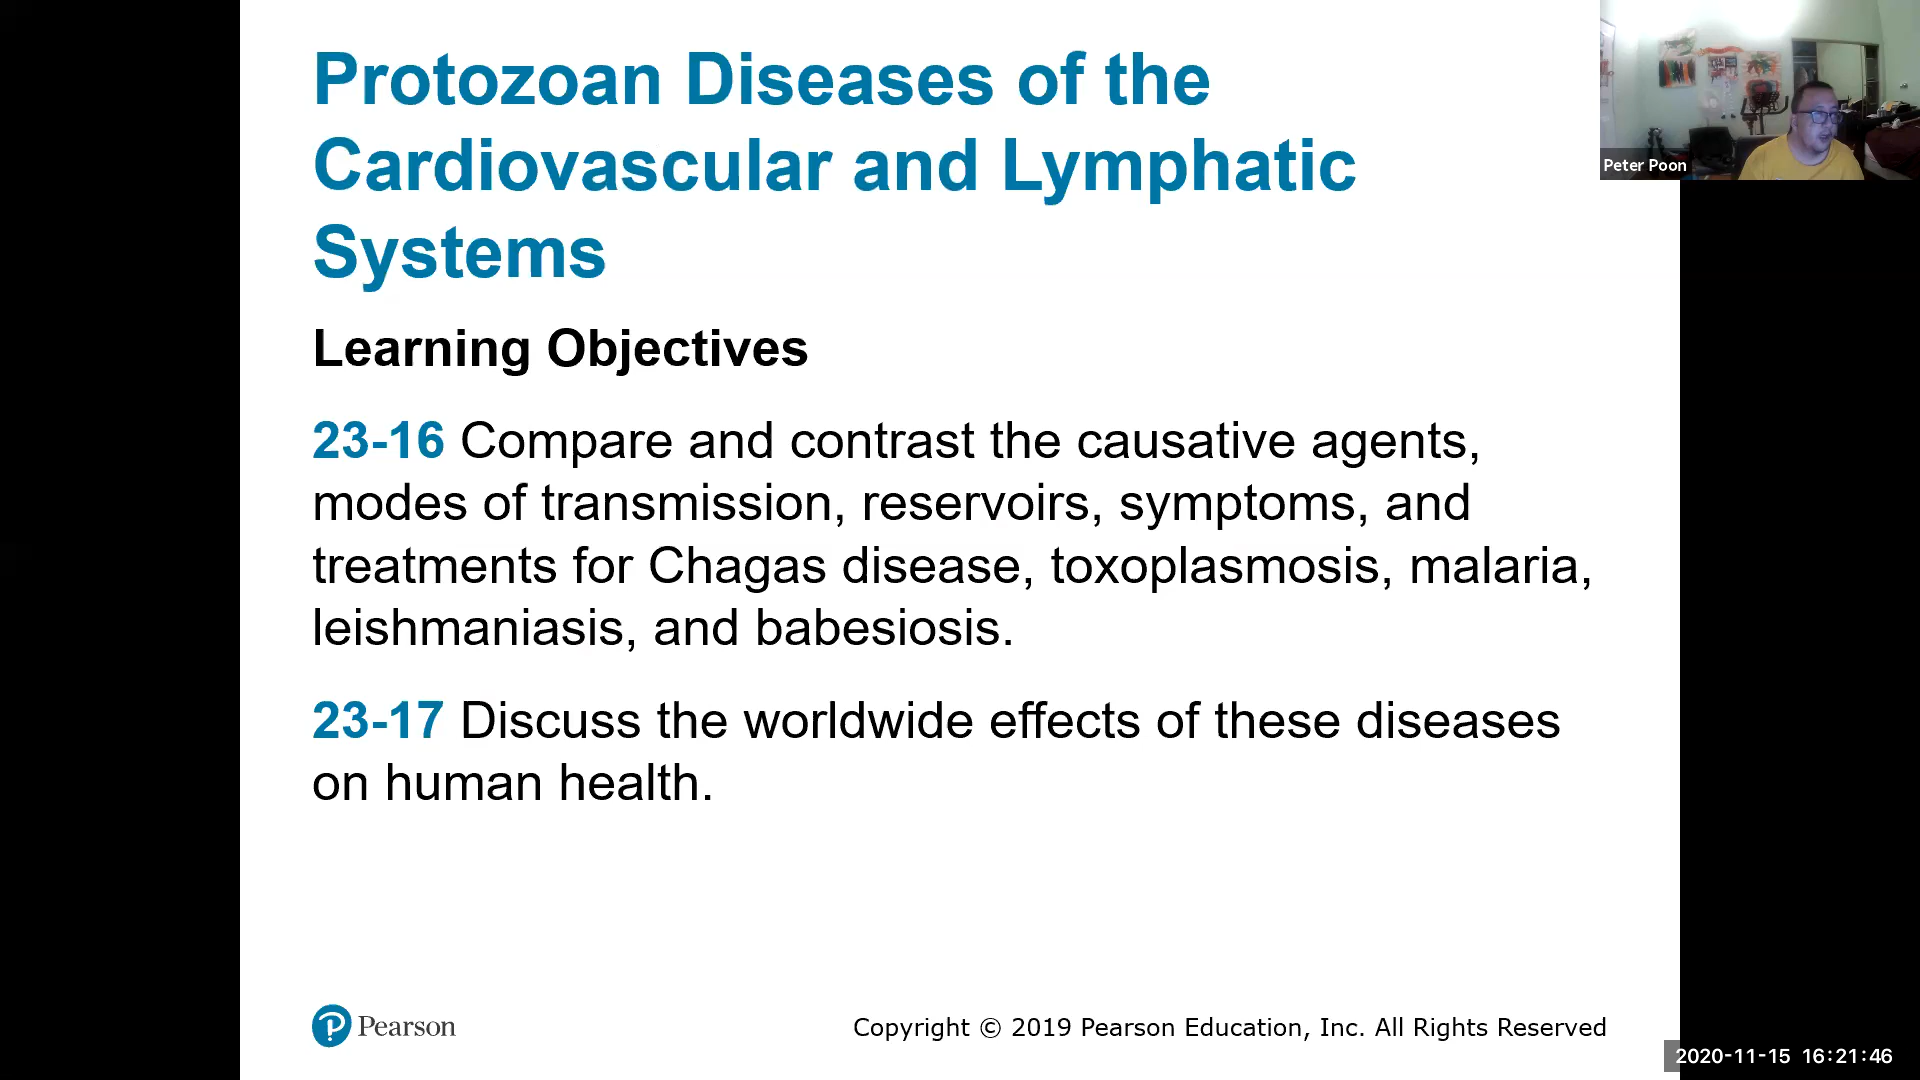 Protozoan Diseases of the
Cardiovascular and Lymphatic
Systems
Peter Poon
Learning Objectives
23-16 Compare and contrast the causative agents,
modes of transmission, reservoirs, symptoms, and
treatments for Chagas disease, toxoplasmosis, malaria,
leishmaniasis, and babesiosis.
23-17 Discuss the worldwide effects of these diseases
on human health.
Pearson
Copyright © 2019 Pearson Education, Inc. All Rights Reserved
2020-11-15 16:21:46